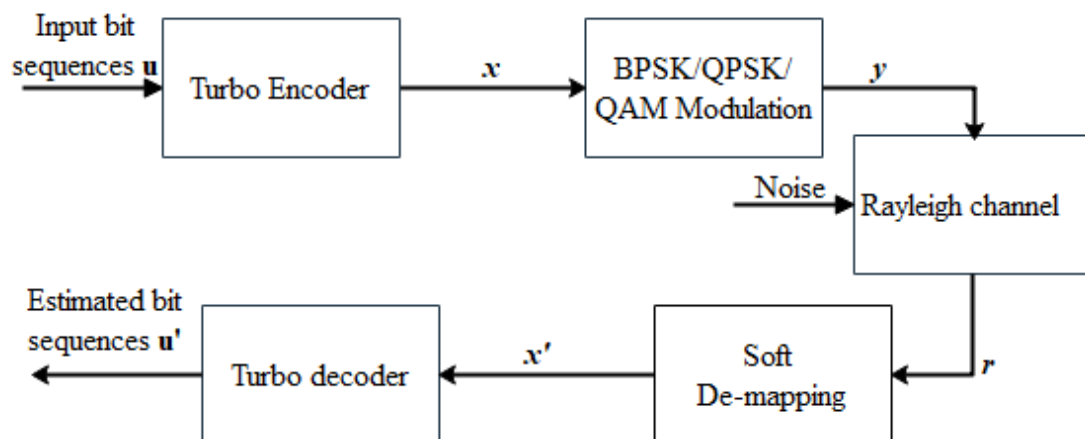 Input bit
sequences u
Turbo Encoder
x
BPSK/QPSK/
QAM Modulation
y
Noise
Rayleigh channel
r
Soft
De-mapping
x'
Turbo decoder
Estimated bit
sequences u'